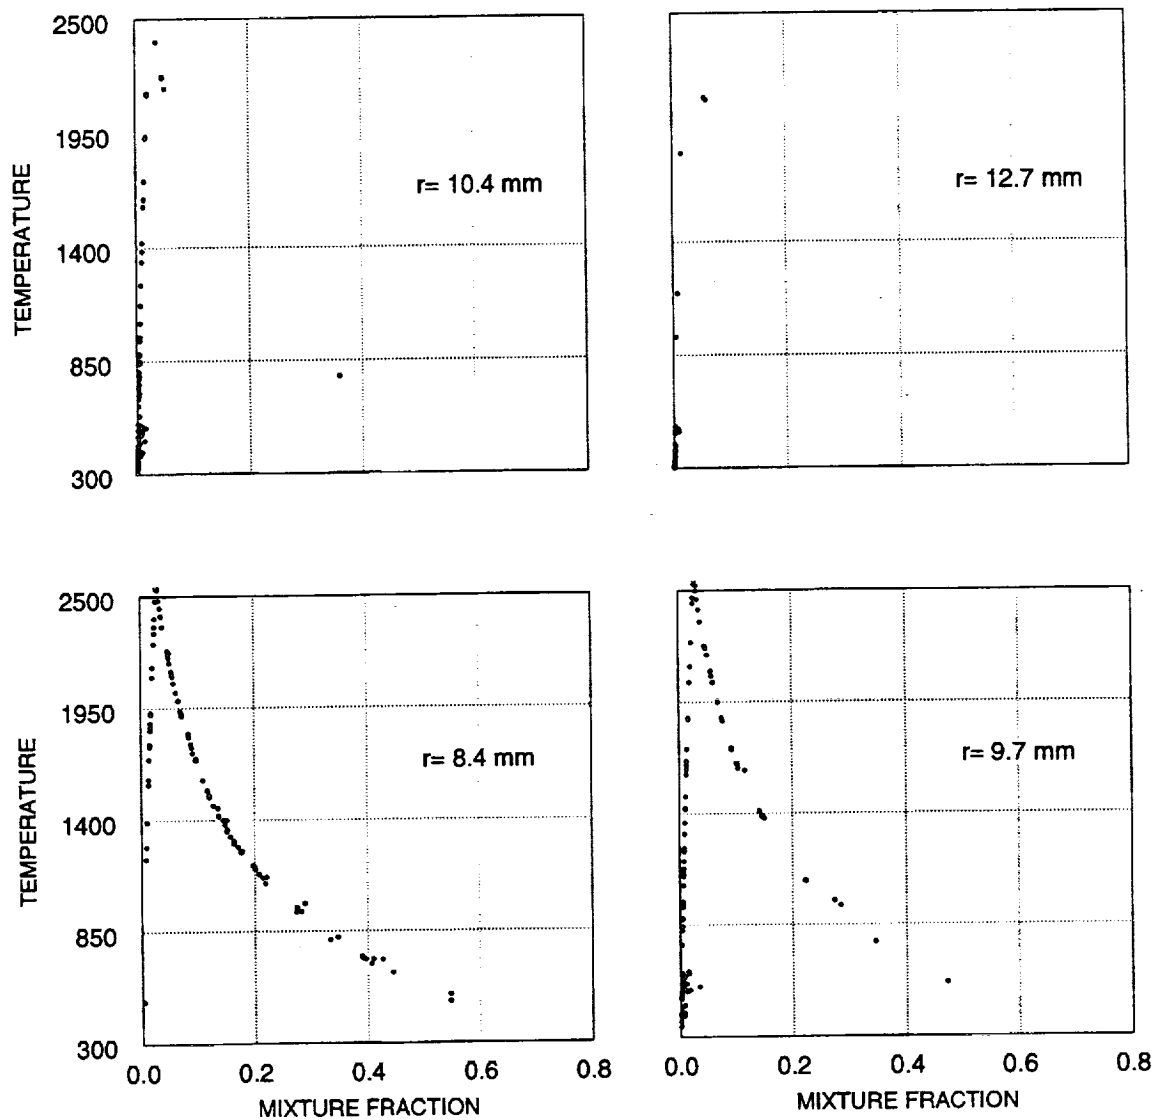 2500
1950
1400
850
300
TEMPERATURE
r= 10.4 mm
r= 12.7 mm
2500
1950
1400
850
300
TEMPERATURE
r= 8.4 mm
r= 9.7 mm
0.0 0.2 0.4 0.6 0.8
MIXTURE FRACTION
0.0 0.2 0.4 0.6 0.8
MIXTURE FRACTION